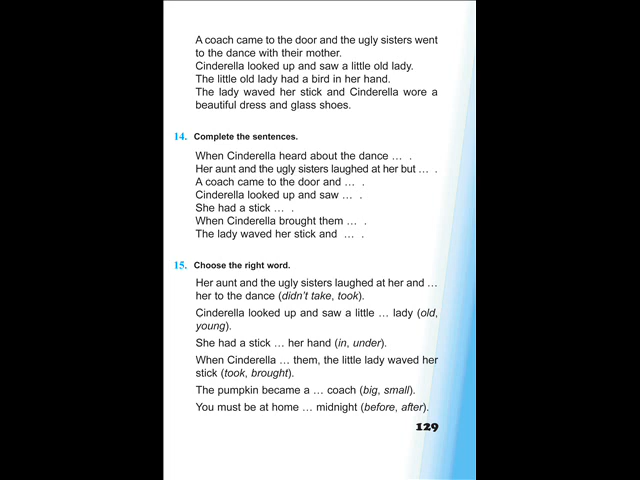 A coach came to the door and the ugly sisters went
to the dance with their mother.
Cinderella looked up and saw a little old lady.
The little old lady had a bird in her hand.
The lady waved her stick and Cinderella wore a
beautiful dress and glass shoes.
14. Complete the sentences.
When Cinderella heard about the dance … .
Her aunt and the ugly sisters laughed at her but … .
A coach came to the door and … .
Cinderella looked up and saw … .
She had a stick … .
When Cinderella brought them … .
The lady waved her stick and … .
15. Choose the right word.
Her aunt and the ugly sisters laughed at her and …
her to the dance (didn't take, took).
Cinderella looked up and saw a little … lady (old,
young).
She had a stick … her hand (in, under).
When Cinderella … them, the little lady waved her
stick (took, brought).
The pumpkin became a … coach (big, small).
You must be at home … midnight (before, after).
129